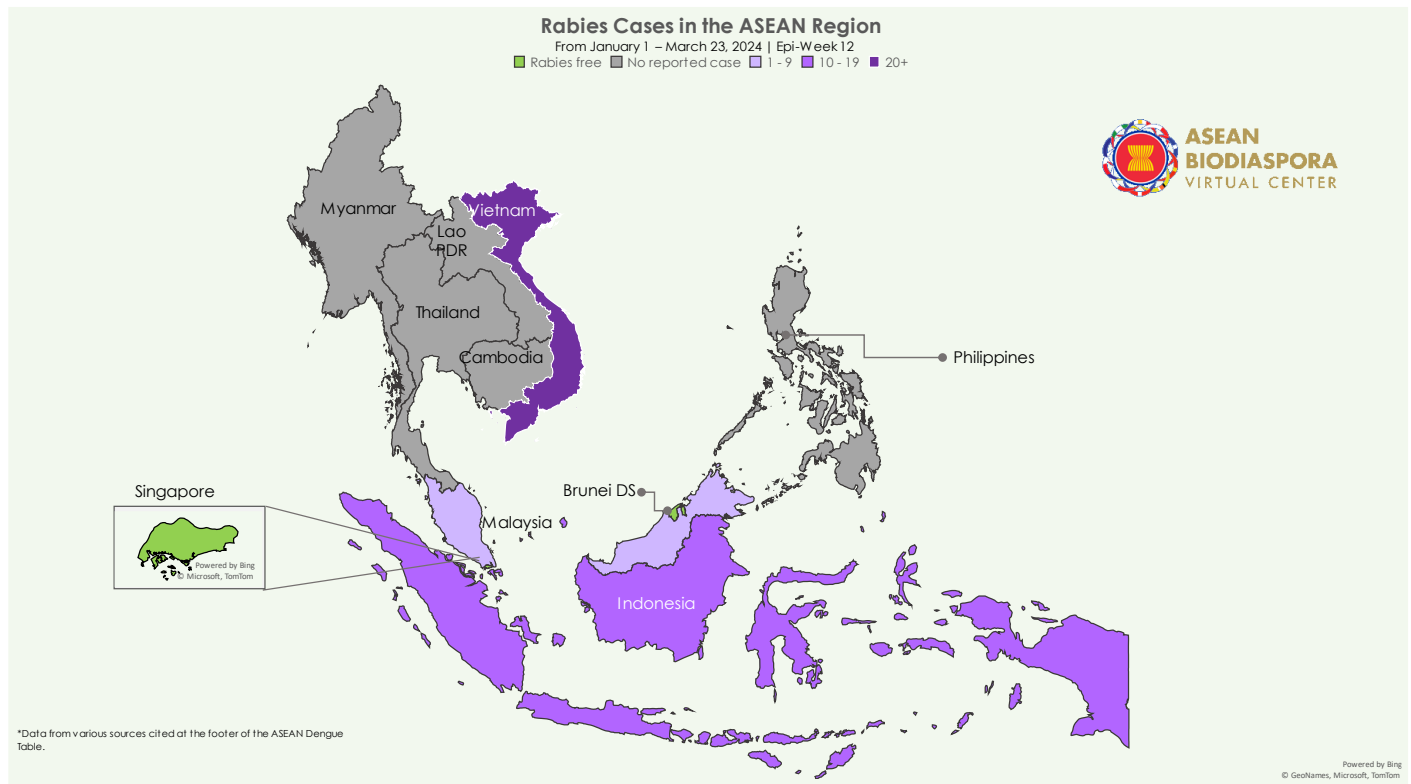 Rabies Cases in the ASEAN Region
From January 1 – March 23, 2024 | Epi-Week 12
Rabies free No reported case 1 - 9 10 - 19 20+
ASEAN
BIODIASPORA
VIRTUAL CENTER
Myanmar
Vietnam
Lao
PDR
Thailand
Cambodia
Philippines
Singapore
Brunei DS
Malaysia
Powered by Bing
© Microsoft, TomTom
Indonesia
*Data from various sources cited at the footer of the ASEAN Dengue
Table.
Powered by Bing
© GeoNames, Microsoft, TomTom